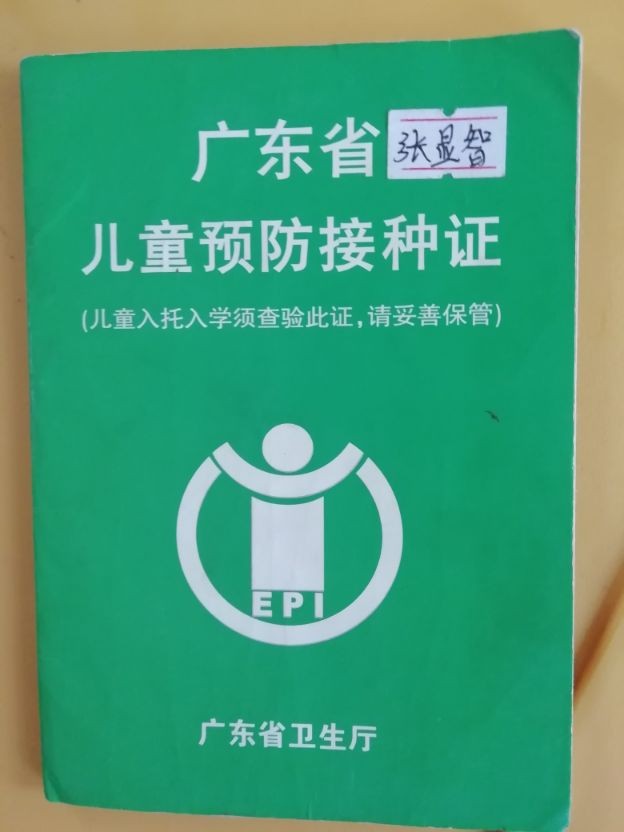 广东省 张显智
儿童预防接种证
(儿童入托入学须查验此证,请妥善保管)
EPI
广东省卫生厅